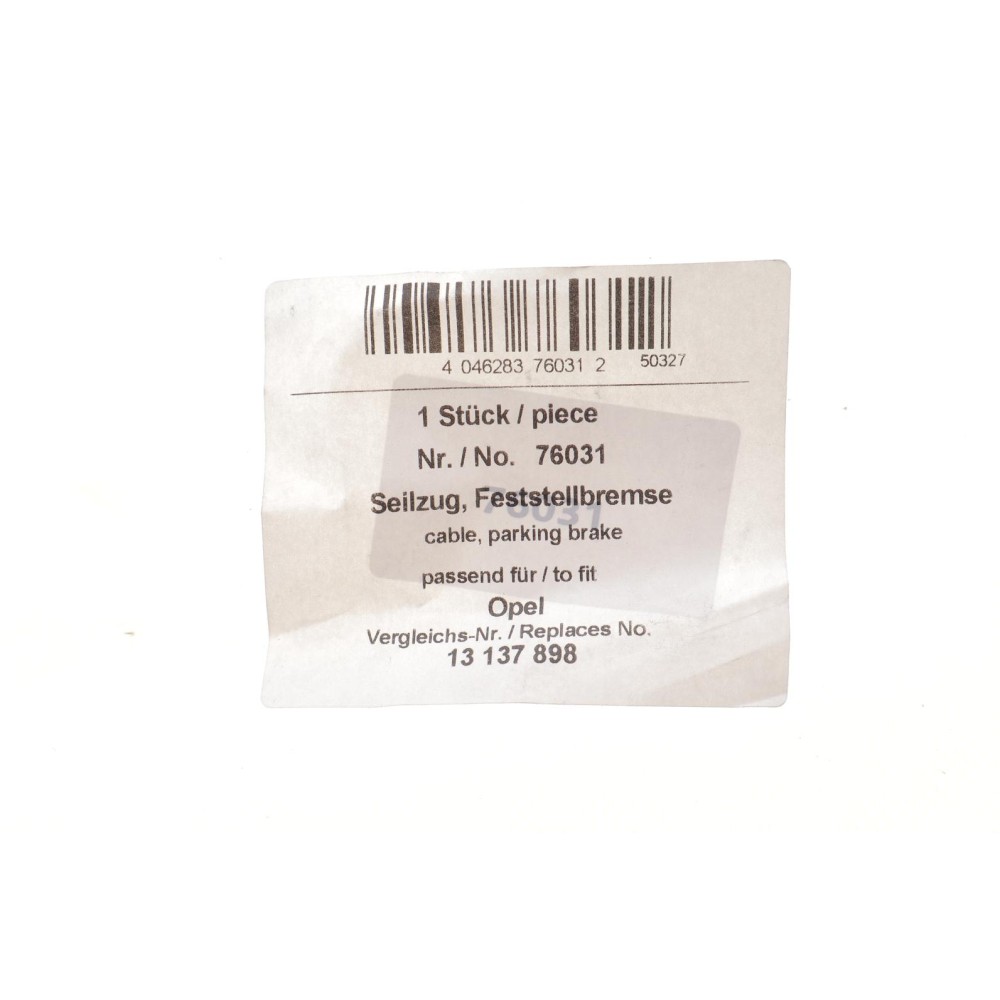 4 046283 76031 2 50327
1 Stück / piece
Nr. / No. 76031
Seilzug, Feststellbremse
76031
cable, parking brake
passend für / to fit
Opel
Vergleichs-Nr. / Replaces No.
13 137 898